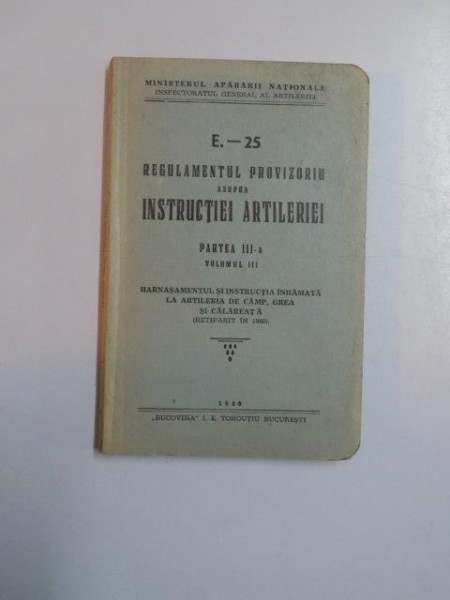 MINISTERUL APĂRĂRII NAȚIONALE
INSPECTORATUL GENERAL AL ARTILERIEI
E. — 25
REGULAMENTUL PROVIZORIU
ASUPRA
INSTRUCȚIEI ARTILERIEI
PARTEA III-a
VOLUMUL III
HARNAȘAMENTUL ȘI INSTRUCȚIA ÎNHĂMATĂ
LA ARTILERIA DE CÂMP, GREA
ȘI CĂLĂREAȚĂ
(RETIPĂRIT ÎN
1940
„BUCOVINA" I. E. TOROUȚIU BUCUREȘTI